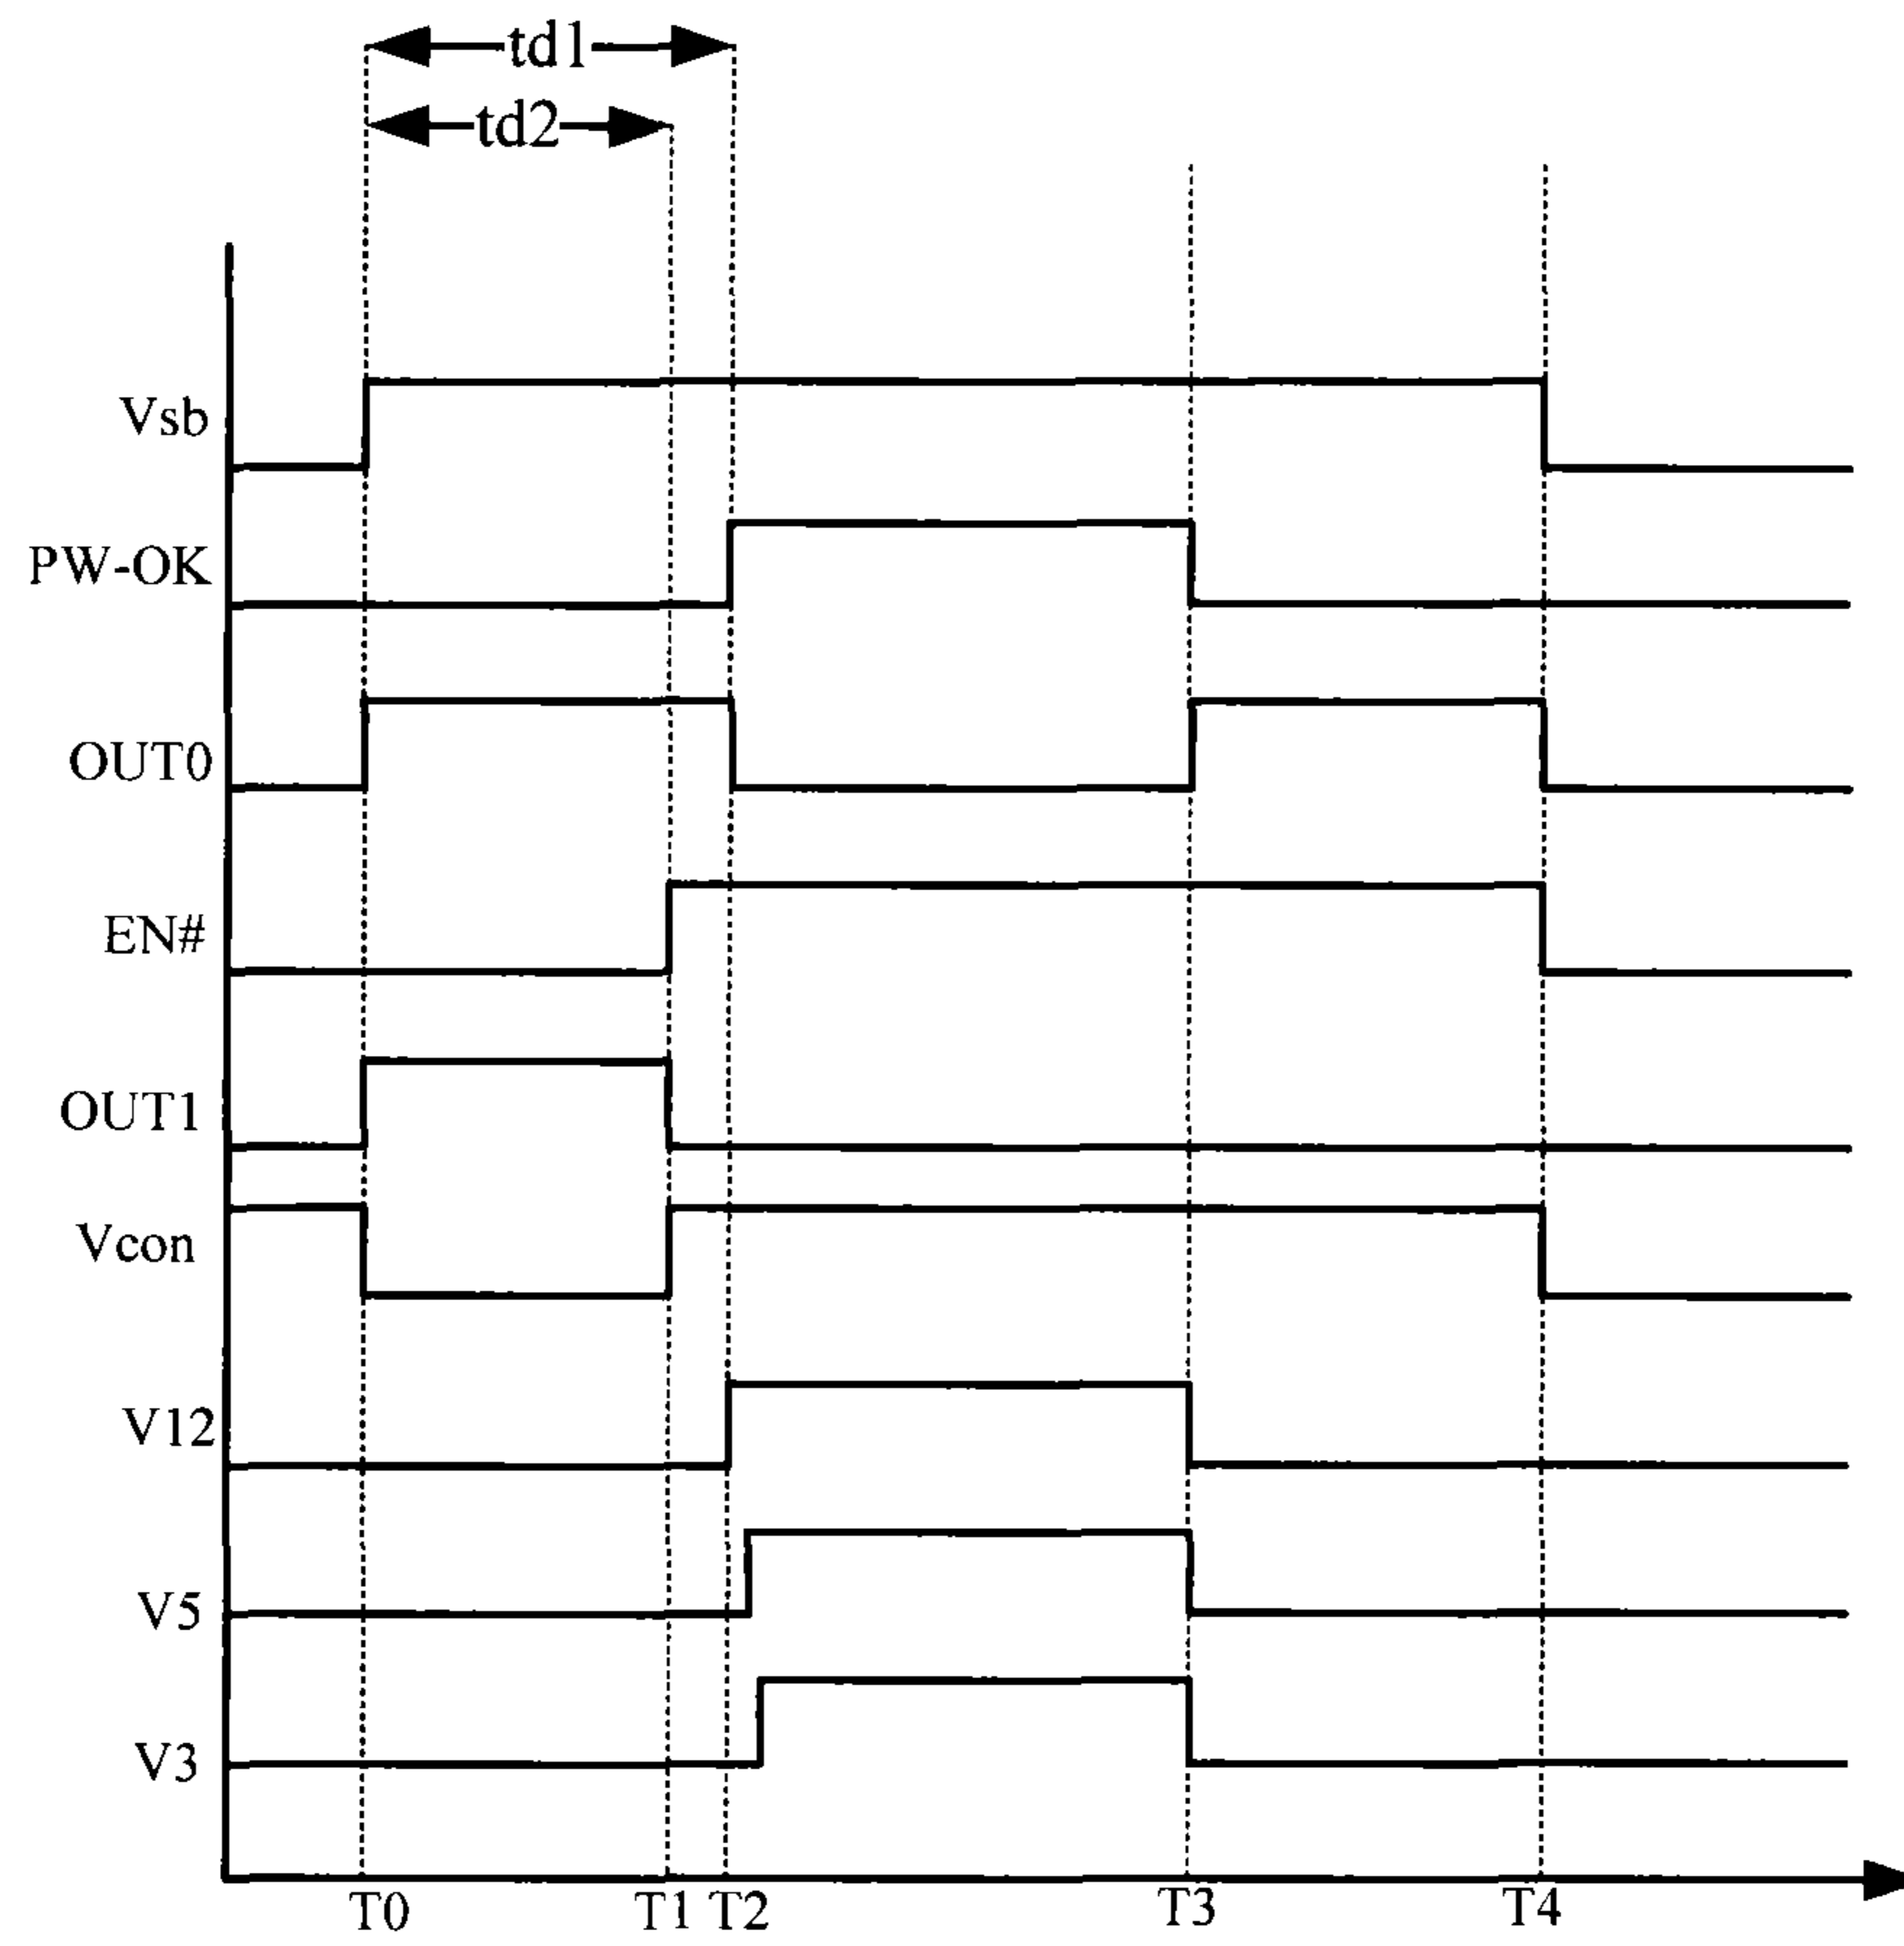 td1
td2
Vsb
PW-OK
OUT0
EN#
OUT1
Vcon
V12
V5
V3
T0 T1 T2 T3 T4